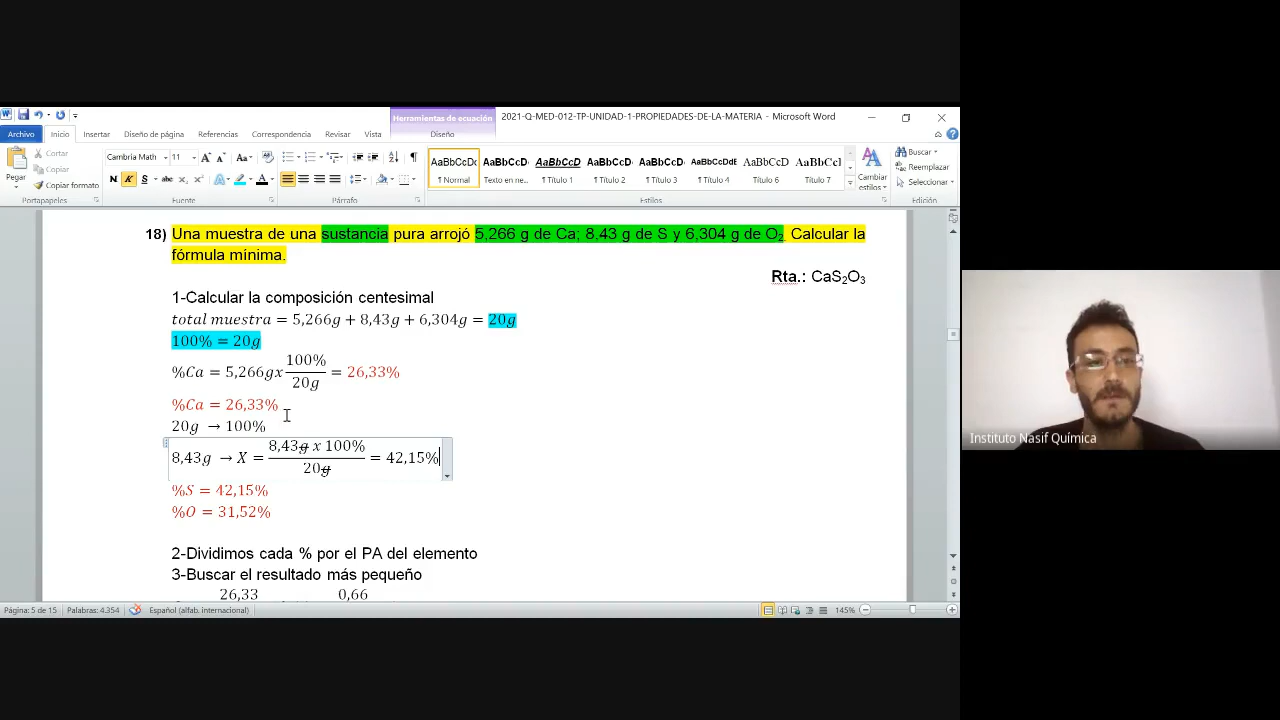 Herramientas de ecuación
2021-Q-MED-012-TP-UNIDAD-1-PROPIEDADES-DE-LA-MATERIA - Microsoft Word
Archivo Inicio Insertar Diseño de página Referencias Correspondencia Revisar Vista Diseño
Cortar
Copiar
Copiar formato
Pegar
Cambria Math 11
N K S abc x₂ x²
AaBbCcDc AaBbCcD AaBbCcD AaBbCcD AaBbCcD AaBbCcDdE AaBbCcD AaBbCcl
¶ Normal Texto en ne... ¶ Título 1 ¶ Título 2 ¶ Título 3 ¶ Título 4 Título 6 ¶ Título 7
Cambiar estilos
Buscar
Reemplazar
Seleccionar
Portapapeles Fuente Párrafo Estilos Edición
18) Una muestra de una sustancia pura arrojó 5,266 g de Ca; 8,43 g de S y 6,304 g de O₂. Calcular la
fórmula mínima.
Rta.: CaS₂O₃
1-Calcular la composición centesimal
total muestra = 5,266g + 8,43g + 6,304g = 20g
100% = 20g
%Ca = 5,266gx 100%/20g = 26,33%
%Ca = 26,33%
20g → 100%
8,43g → X = 8,43g x 100%/20g = 42,15%
%S = 42,15%
%O = 31,52%
2-Dividimos cada % por el PA del elemento
3-Buscar el resultado más pequeño
26,33 0,66
Página: 5 de 15 Palabras: 4.354 Español (alfab. internacional) 145%
Instituto Nasif Química